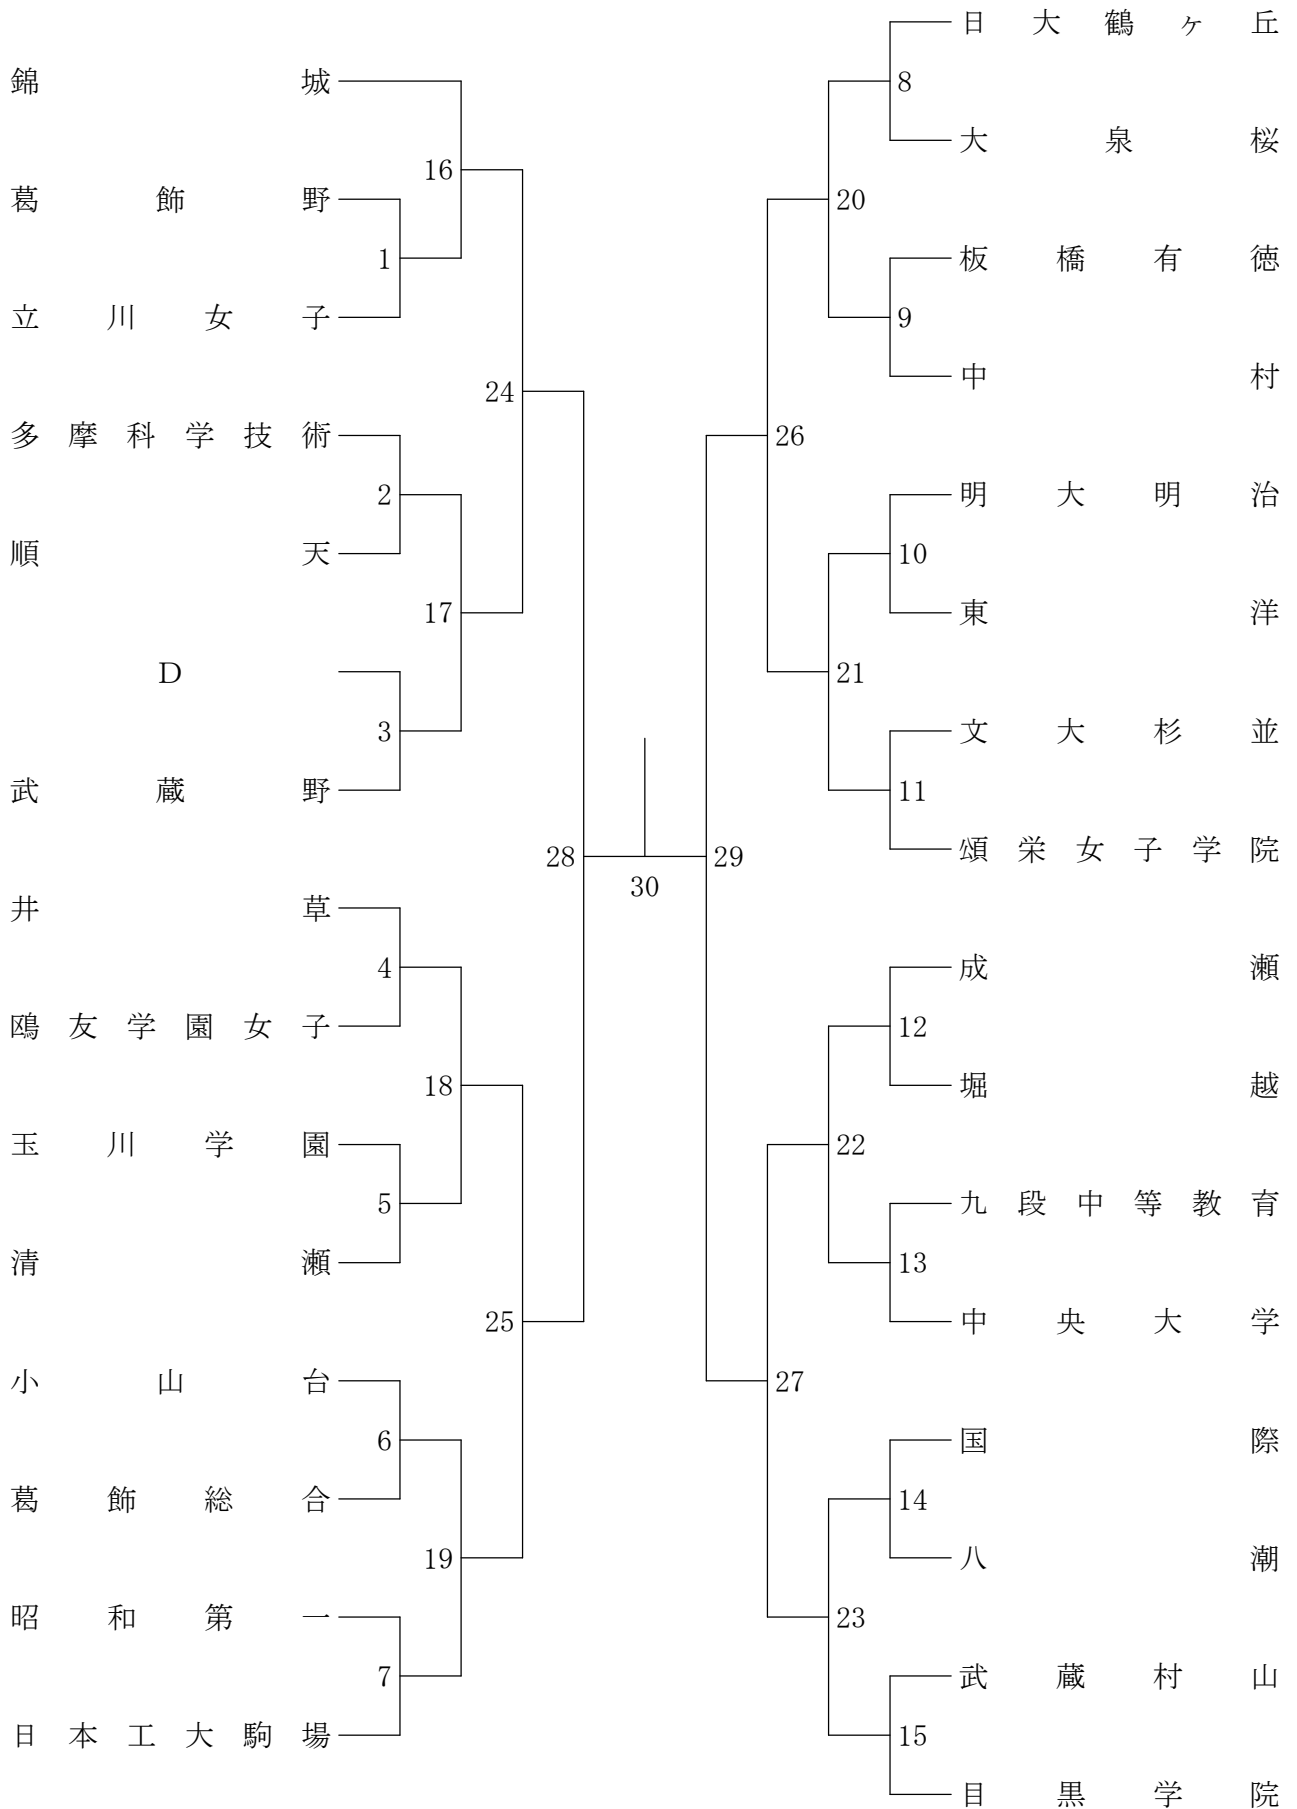 錦城
葛飾野
立川女子
多摩科学技術
順天
D
武蔵野
井草
鴎友学園女子
玉川学園
清瀬
小山台
葛飾総合
昭和第一
日本工大駒場
1
2
3
4
5
6
7
16
17
18
19
24
25
28
30
29
26
27
20
21
22
23
8
9
10
11
12
13
14
15
日大鶴ヶ丘
大泉桜
板橋有徳
中村
明大明治
東洋
文大杉並
頌栄女子学院
成瀬
堀越
九段中等教育
中央大学
国際
八潮
武蔵村山
目黒学院